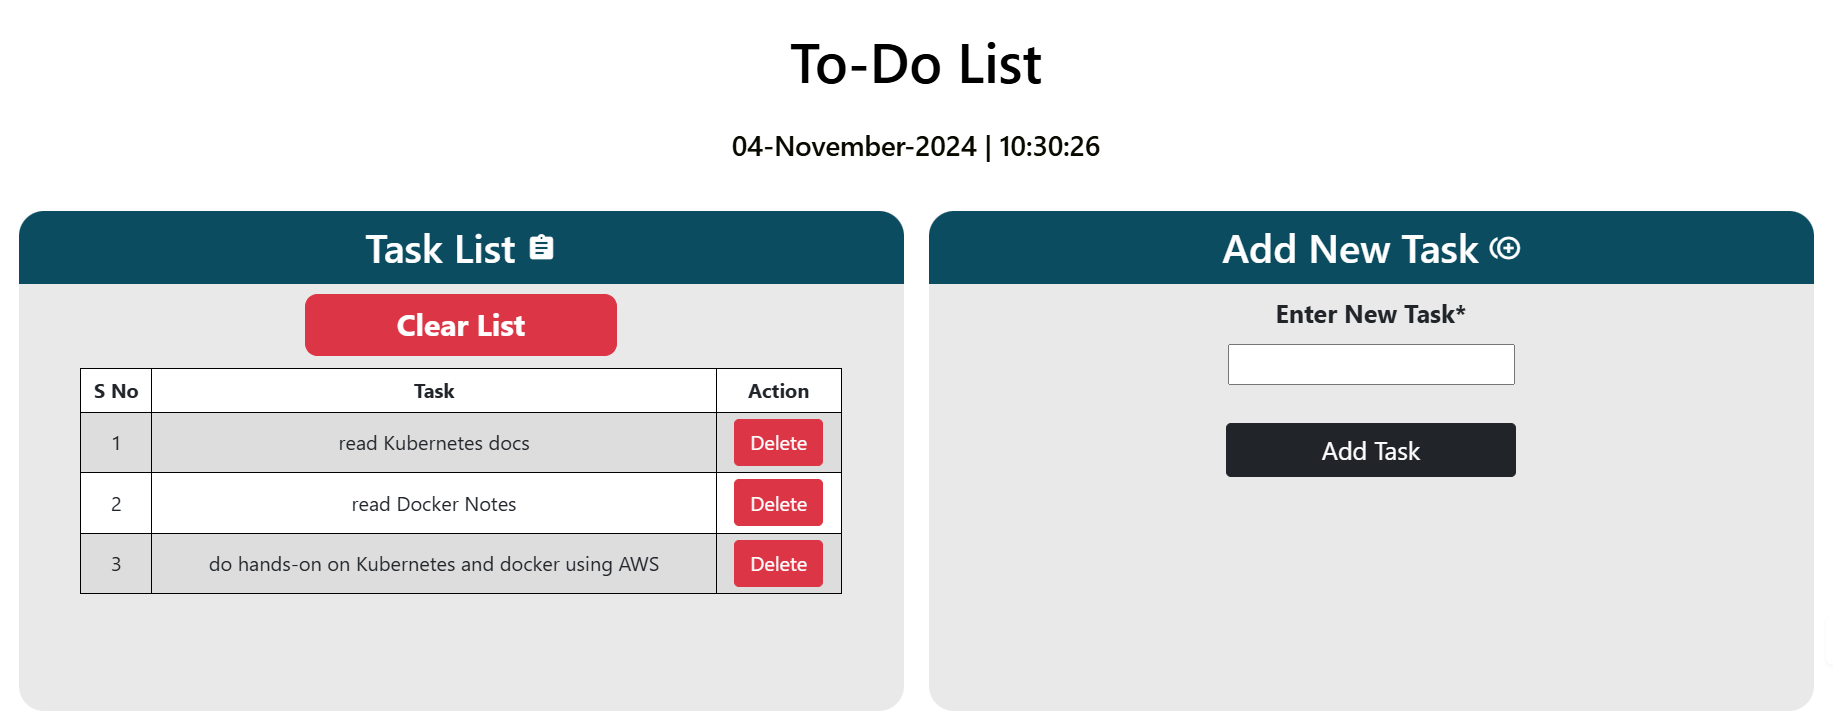 To-Do List
04-November-2024 | 10:30:26
Task List
Clear List
S No Task Action
1 read Kubernetes docs Delete
2 read Docker Notes Delete
3 do hands-on on Kubernetes and docker using AWS Delete
Add New Task
Enter New Task*
Add Task